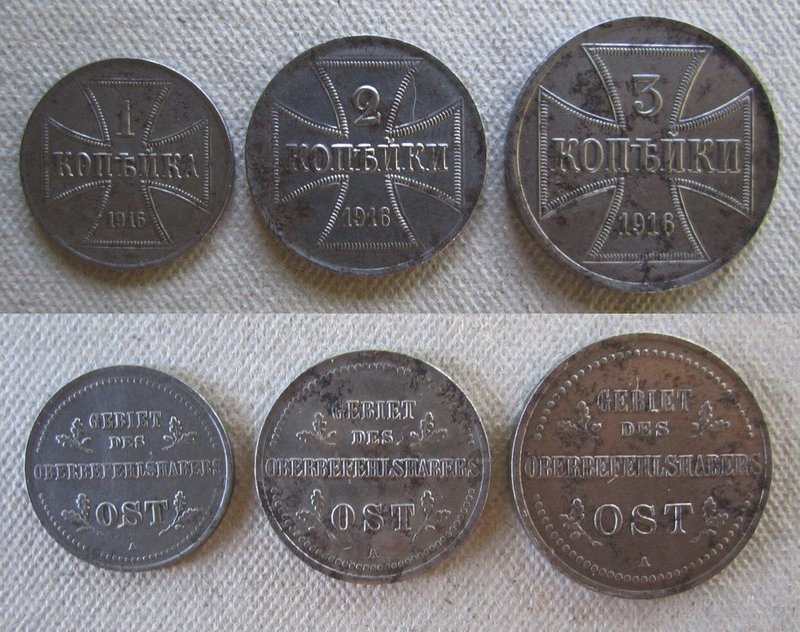 1
КОПѢЙКА
1916
2
КОПѢЙКИ
1916
3
КОПѢЙКИ
1916
GEBIET
DES
OBERBEFEHLSHABERS
OST
A
GEBIET
DES
OBERBEFEHLSHABERS
OST
A
GEBIET
DES
OBERBEFEHLSHABERS
OST
A